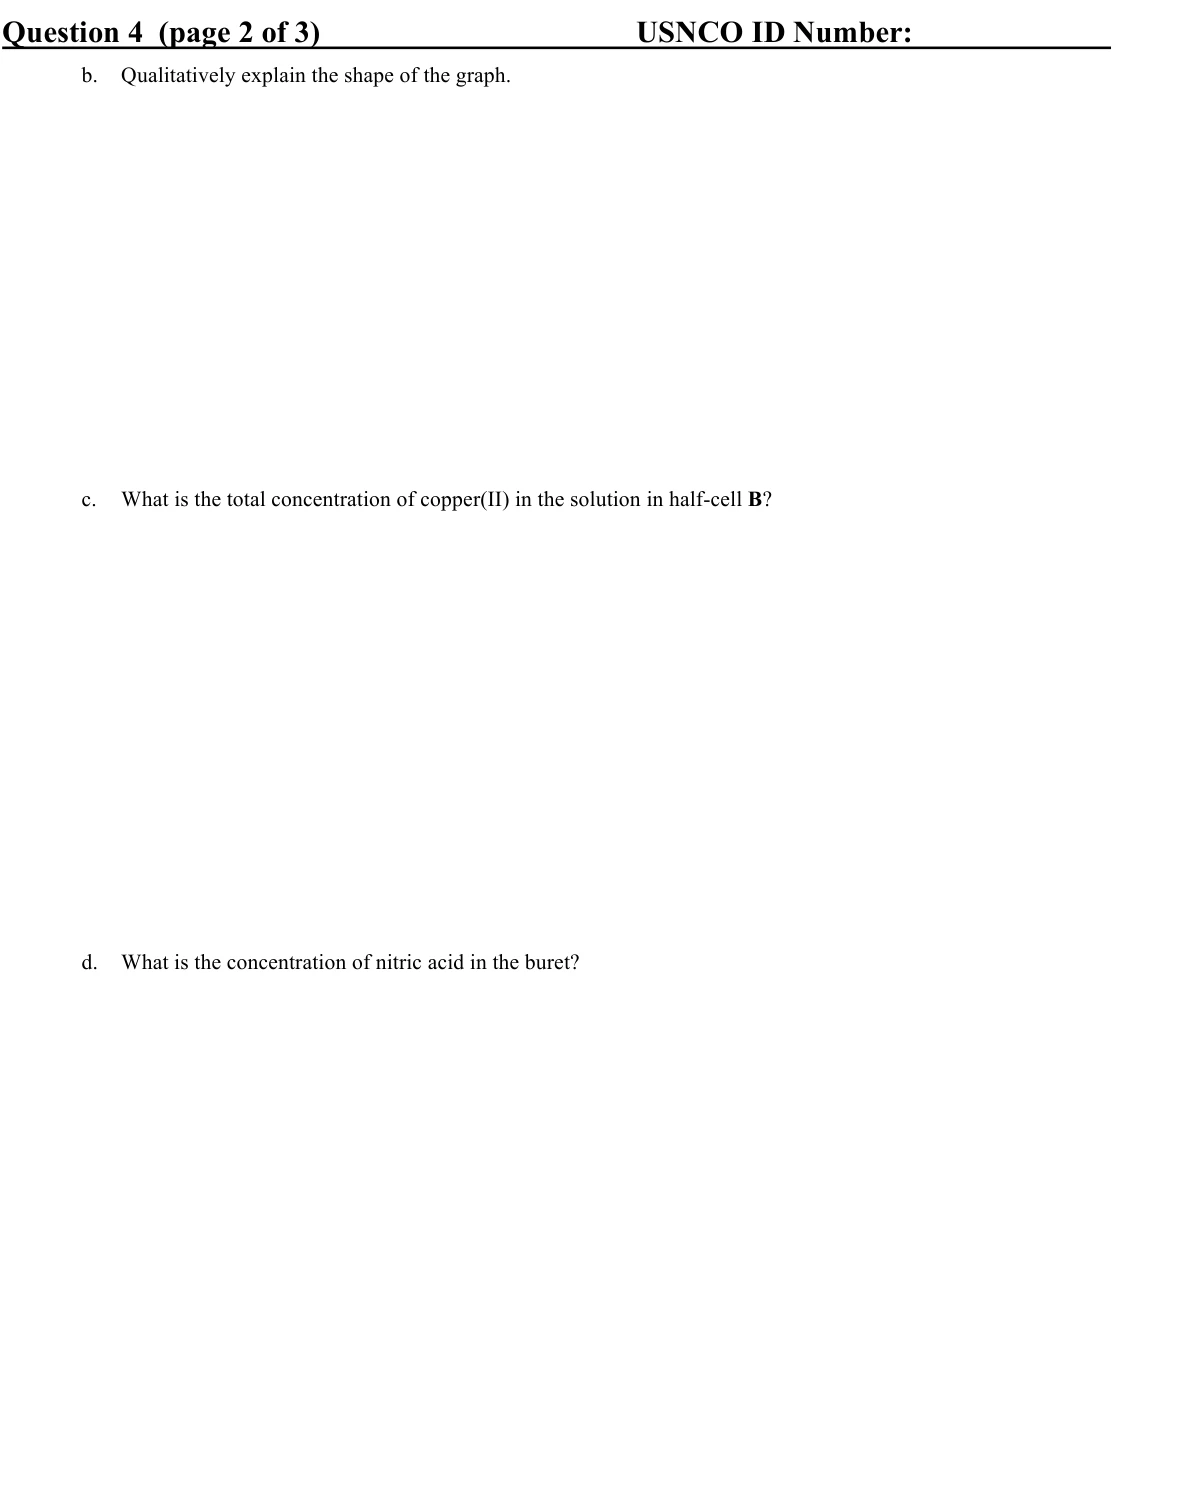 Question 4 (page 2 of 3) USNCO ID Number:
b. Qualitatively explain the shape of the graph.
c. What is the total concentration of copper(II) in the solution in half-cell B?
d. What is the concentration of nitric acid in the buret?